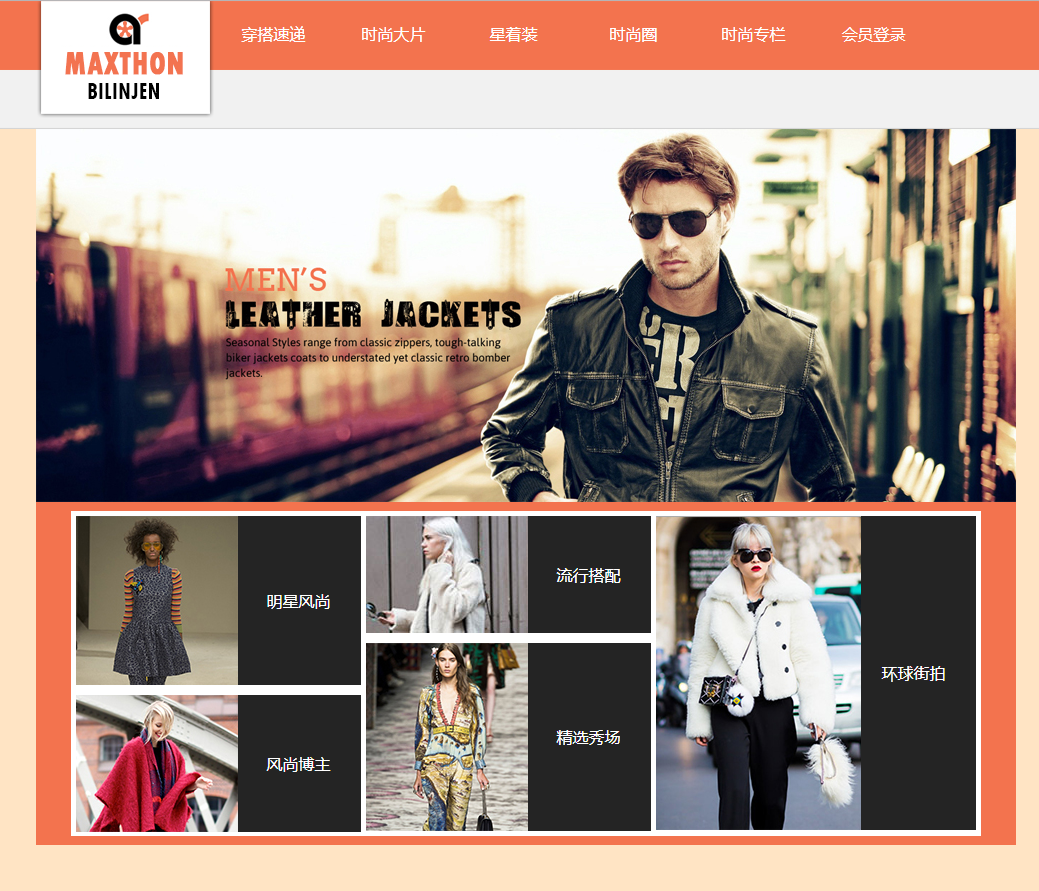 MAXTHON
BILINJEN
穿搭速递
时尚大片
星着装
时尚圈
时尚专栏
会员登录
MEN'S
LEATHER JACKETS
Seasonal Styles range from classic zippers, tough-talking
biker jackets coats to understated yet classic retro bomber
jackets.
明星风尚
流行搭配
环球街拍
风尚博主
精选秀场